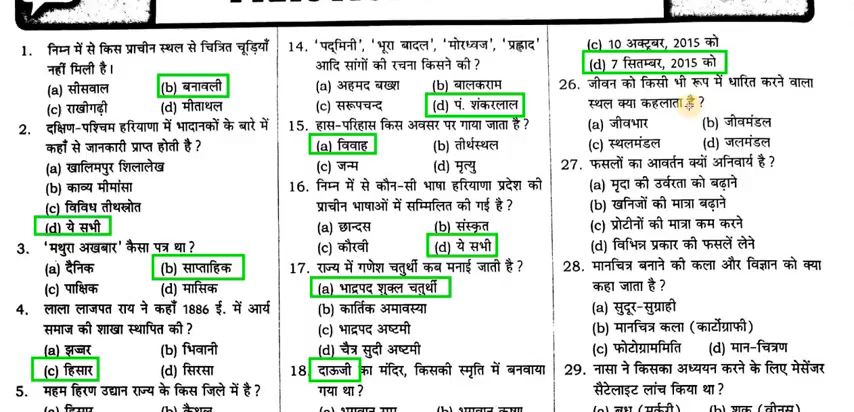 1. निम्न में से किस प्राचीन स्थल से चित्रित चूड़ियाँ
नहीं मिली है।
(a) सीसवाल (b) बनावली
(c) राखीगढ़ी (d) मीताथल
2. दक्षिण-पश्चिम हरियाणा में भादानकों के बारे में
कहाँ से जानकारी प्राप्त होती है ?
(a) खालिमपुर शिलालेख
(b) काव्य मीमांसा
(c) विविध तीर्थस्रोत
(d) ये सभी
3. 'मथुरा अखबार' कैसा पत्र था ?
(a) दैनिक (b) साप्ताहिक
(c) पाक्षिक (d) मासिक
4. लाला लाजपत राय ने कहाँ 1886 ई. में आर्य
समाज की शाखा स्थापित की ?
(a) झज्जर (b) भिवानी
(c) हिसार (d) सिरसा
5. महम हिरण उद्यान राज्य के किस जिले में है ?
(a) हिसार (b) कैथल
14. 'पद्मिनी', 'भूरा बादल', 'मोरध्वज', 'प्रह्लाद'
आदि सांगों की रचना किसने की ?
(a) अहमद बख्श (b) बालकराम
(c) सरूपचन्द (d) पं. शंकरलाल
15. हास-परिहास किस अवसर पर गाया जाता है ?
(a) विवाह (b) तीर्थस्थल
(c) जन्म (d) मृत्यु
16. निम्न में से कौन-सी भाषा हरियाणा प्रदेश की
प्राचीन भाषाओं में सम्मिलित की गई है ?
(a) छान्दस (b) संस्कृत
(c) कौरवी (d) ये सभी
17. राज्य में गणेश चतुर्थी कब मनाई जाती है ?
(a) भाद्रपद शुक्ल चतुर्थी
(b) कार्तिक अमावस्या
(c) भाद्रपद अष्टमी
(d) चैत्र सुदी अष्टमी
18. दाऊजी का मंदिर, किसकी स्मृति में बनवाया
गया था ?
(c) 10 अक्टूबर, 2015 को
(d) 7 सितम्बर, 2015 को
26. जीवन को किसी भी रूप में धारित करने वाला
स्थल क्या कहलाता है ?
(a) जीवभार (b) जीवमंडल
(c) स्थलमंडल (d) जलमंडल
27. फसलों का आवर्तन क्यों अनिवार्य है ?
(a) मृदा की उर्वरता को बढ़ाने
(b) खनिजों की मात्रा बढ़ाने
(c) प्रोटीनों की मात्रा कम करने
(d) विभिन्न प्रकार की फसलें लेने
28. मानचित्र बनाने की कला और विज्ञान को क्या
कहा जाता है ?
(a) सुदूर-सुग्राही
(b) मानचित्र कला (कार्टोग्राफी)
(c) फोटोग्राममिति (d) मान-चित्रण
29. नासा ने किसका अध्ययन करने के लिए मेसेंजर
सैटेलाइट लांच किया था ?
(a) बुध (मर्करी) (b) शुक्र (वीनस)